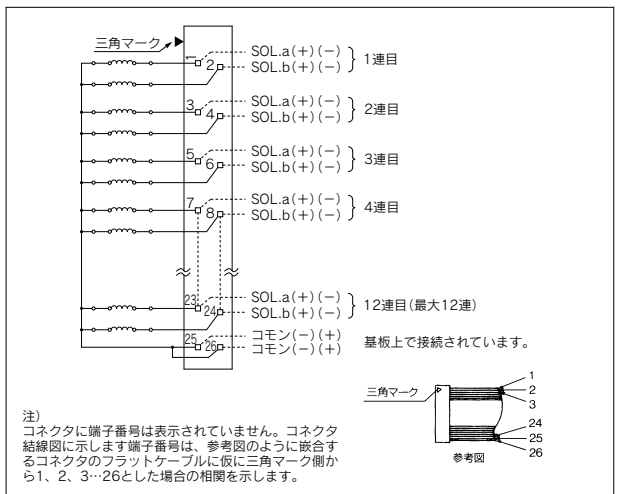 三角マーク
1
SOL.a(+)(−)
2
SOL.b(+)(−)
1連目
3
SOL.a(+)(−)
4
SOL.b(+)(−)
2連目
5
SOL.a(+)(−)
6
SOL.b(+)(−)
3連目
7
SOL.a(+)(−)
8
SOL.b(+)(−)
4連目
23
SOL.a(+)(−)
24
SOL.b(+)(−)
12連目(最大12連)
25
コモン(−)(+)
26
コモン(−)(+)
基板上で接続されています。
三角マーク
1
2
3
24
25
26
参考図
注)
コネクタに端子番号は表示されていません。コネクタ
結線図に示します端子番号は、参考図のように嵌合す
るコネクタのフラットケーブルに仮に三角マーク側か
ら1、2、3…26とした場合の相関を示します。